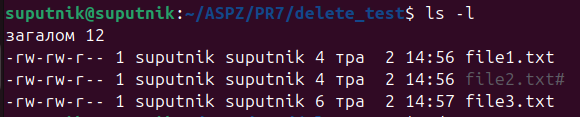 suputnik@suputnik:~/ASPZ/PR7/delete_test$ ls -l
загалом 12
-rw-rw-r-- 1 suputnik suputnik 4 тра  2 14:56 file1.txt
-rw-rw-r-- 1 suputnik suputnik 4 тра  2 14:56 file2.txt#
-rw-rw-r-- 1 suputnik suputnik 6 тра  2 14:57 file3.txt